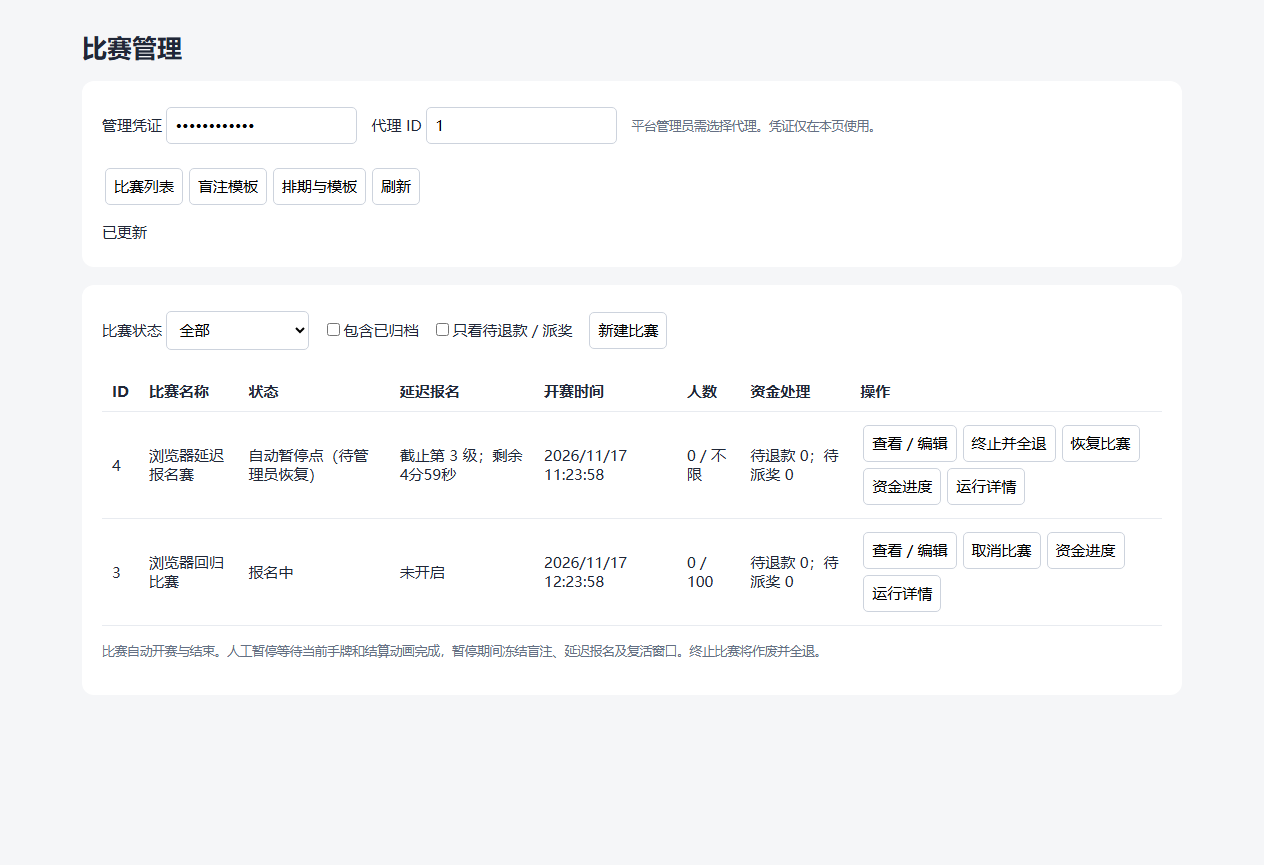 比赛管理
管理凭证 •••••••••••• 代理 ID 1 平台管理员需选择代理。凭证仅在本页使用。
比赛列表 盲注模板 排期与模板 刷新
已更新
比赛状态 全部 包含已归档 只看待退款 / 派奖 新建比赛
ID 比赛名称 状态 延迟报名 开赛时间 人数 资金处理 操作
4 浏览器延迟报名赛 自动暂停点（待管理员恢复） 截止第 3 级；剩余 4分59秒 2026/11/17 11:23:58 0 / 不限 待退款 0；待派奖 0 查看 / 编辑 终止并全退 恢复比赛
资金进度 运行详情
3 浏览器回归比赛 报名中 未开启 2026/11/17 12:23:58 0 / 100 待退款 0；待派奖 0 查看 / 编辑 取消比赛 资金进度
运行详情
比赛自动开赛与结束。人工暂停等待当前手牌和结算动画完成，暂停期间冻结盲注、延迟报名及复活窗口。终止比赛将作废并全退。